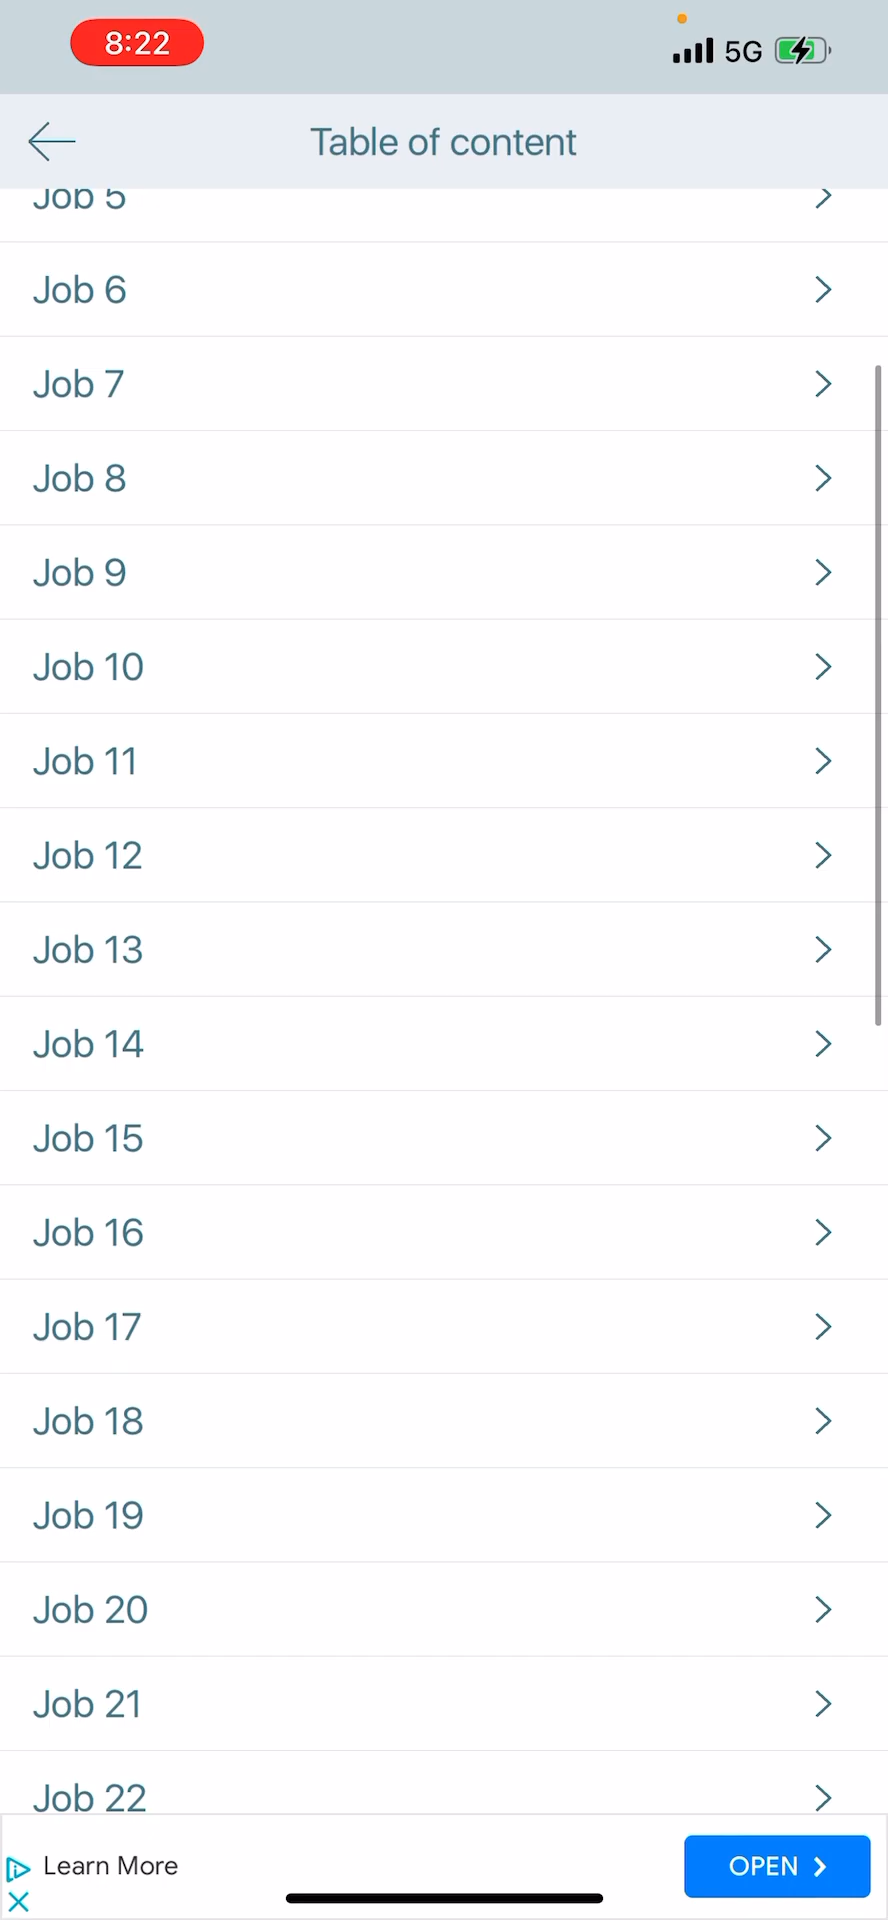 8:22
5G
Table of content
Job 5
Job 6
Job 7
Job 8
Job 9
Job 10
Job 11
Job 12
Job 13
Job 14
Job 15
Job 16
Job 17
Job 18
Job 19
Job 20
Job 21
Job 22
Learn More
OPEN